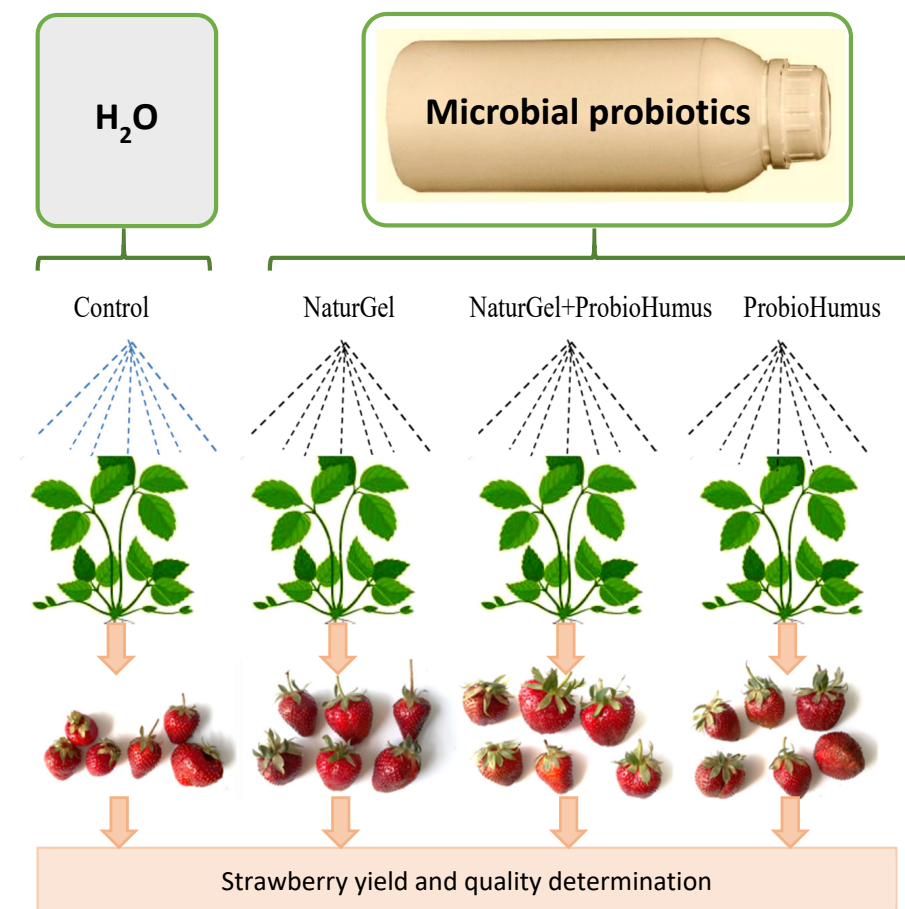 H₂O
Microbial probiotics
Control
NaturGel
NaturGel+ProbioHumus
ProbioHumus
Strawberry yield and quality determination